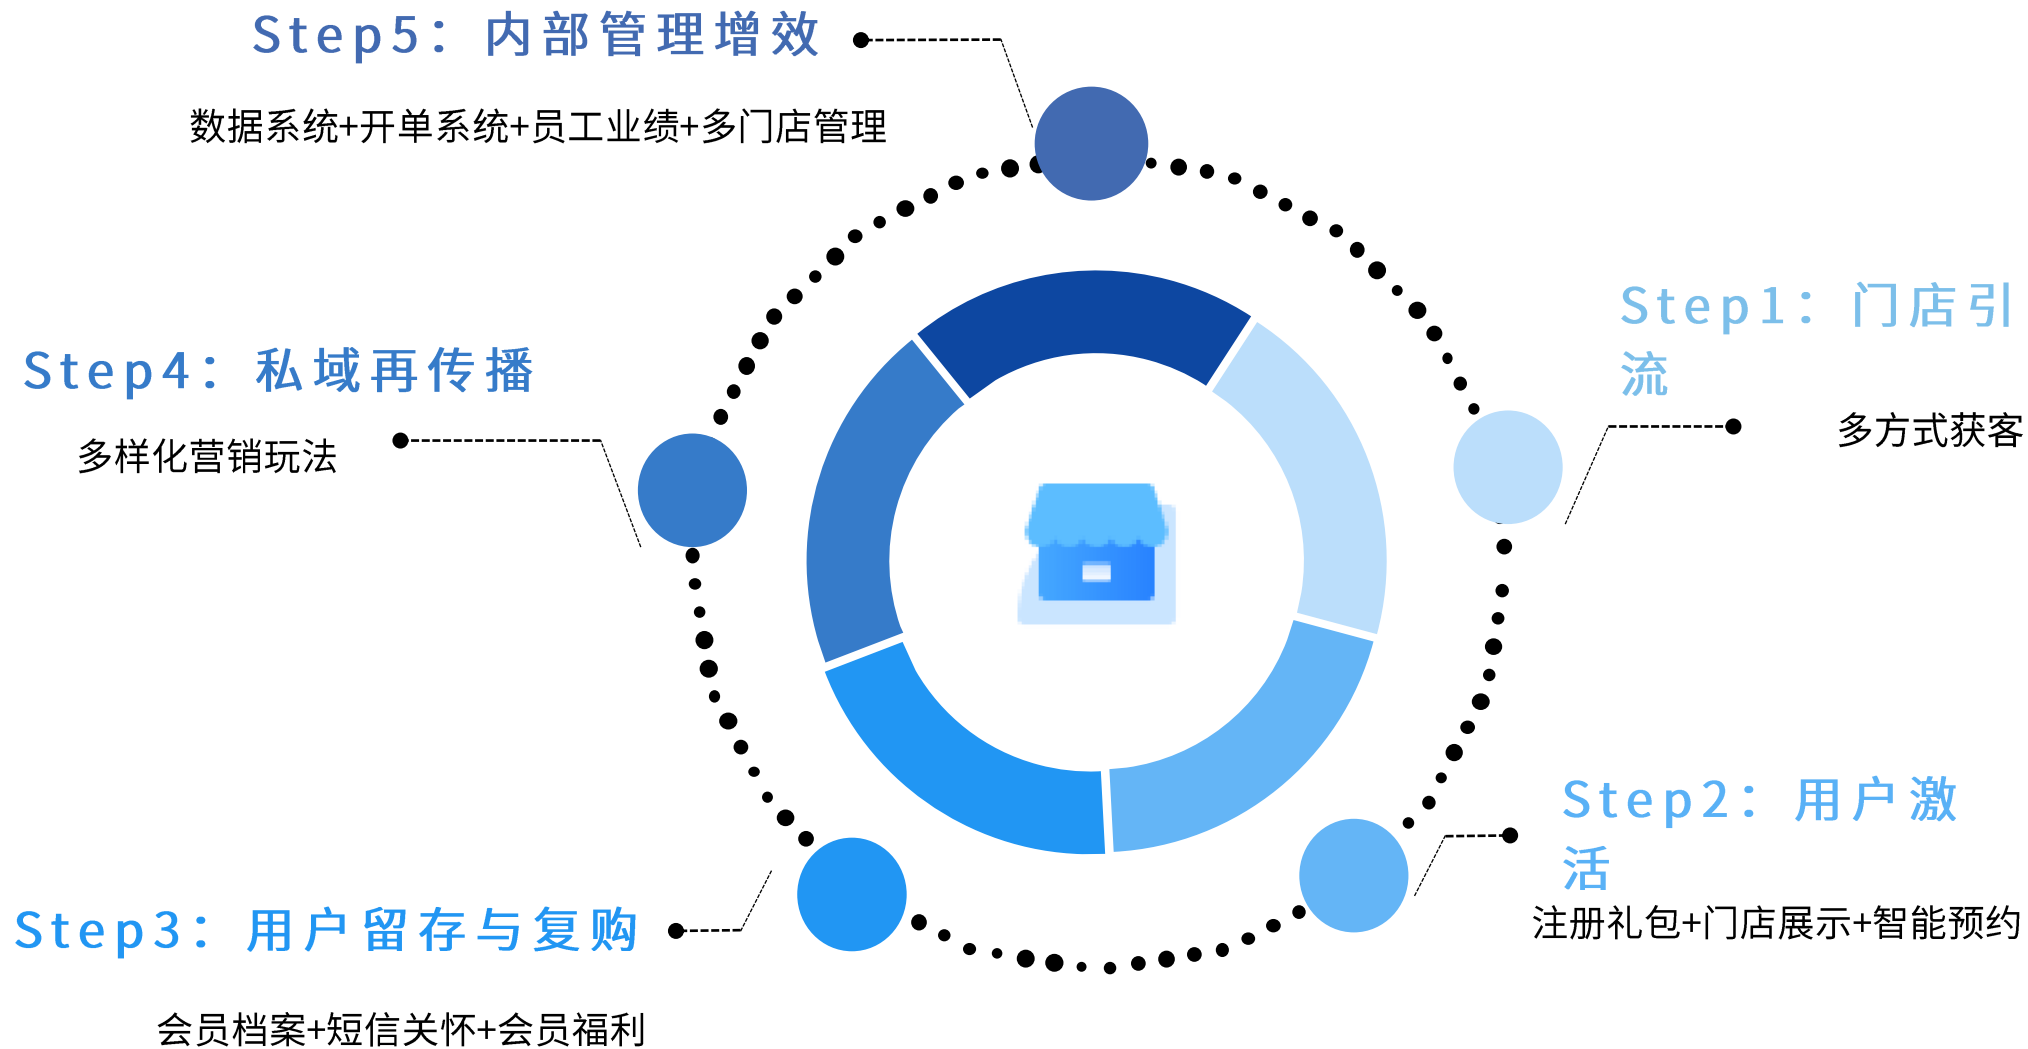 Step5：内部管理增效
数据系统+开单系统+员工业绩+多门店管理
Step1：门店引
流
多方式获客
Step4：私域再传播
多样化营销玩法
Step2：用户激
活
注册礼包+门店展示+智能预约
Step3：用户留存与复购
会员档案+短信关怀+会员福利